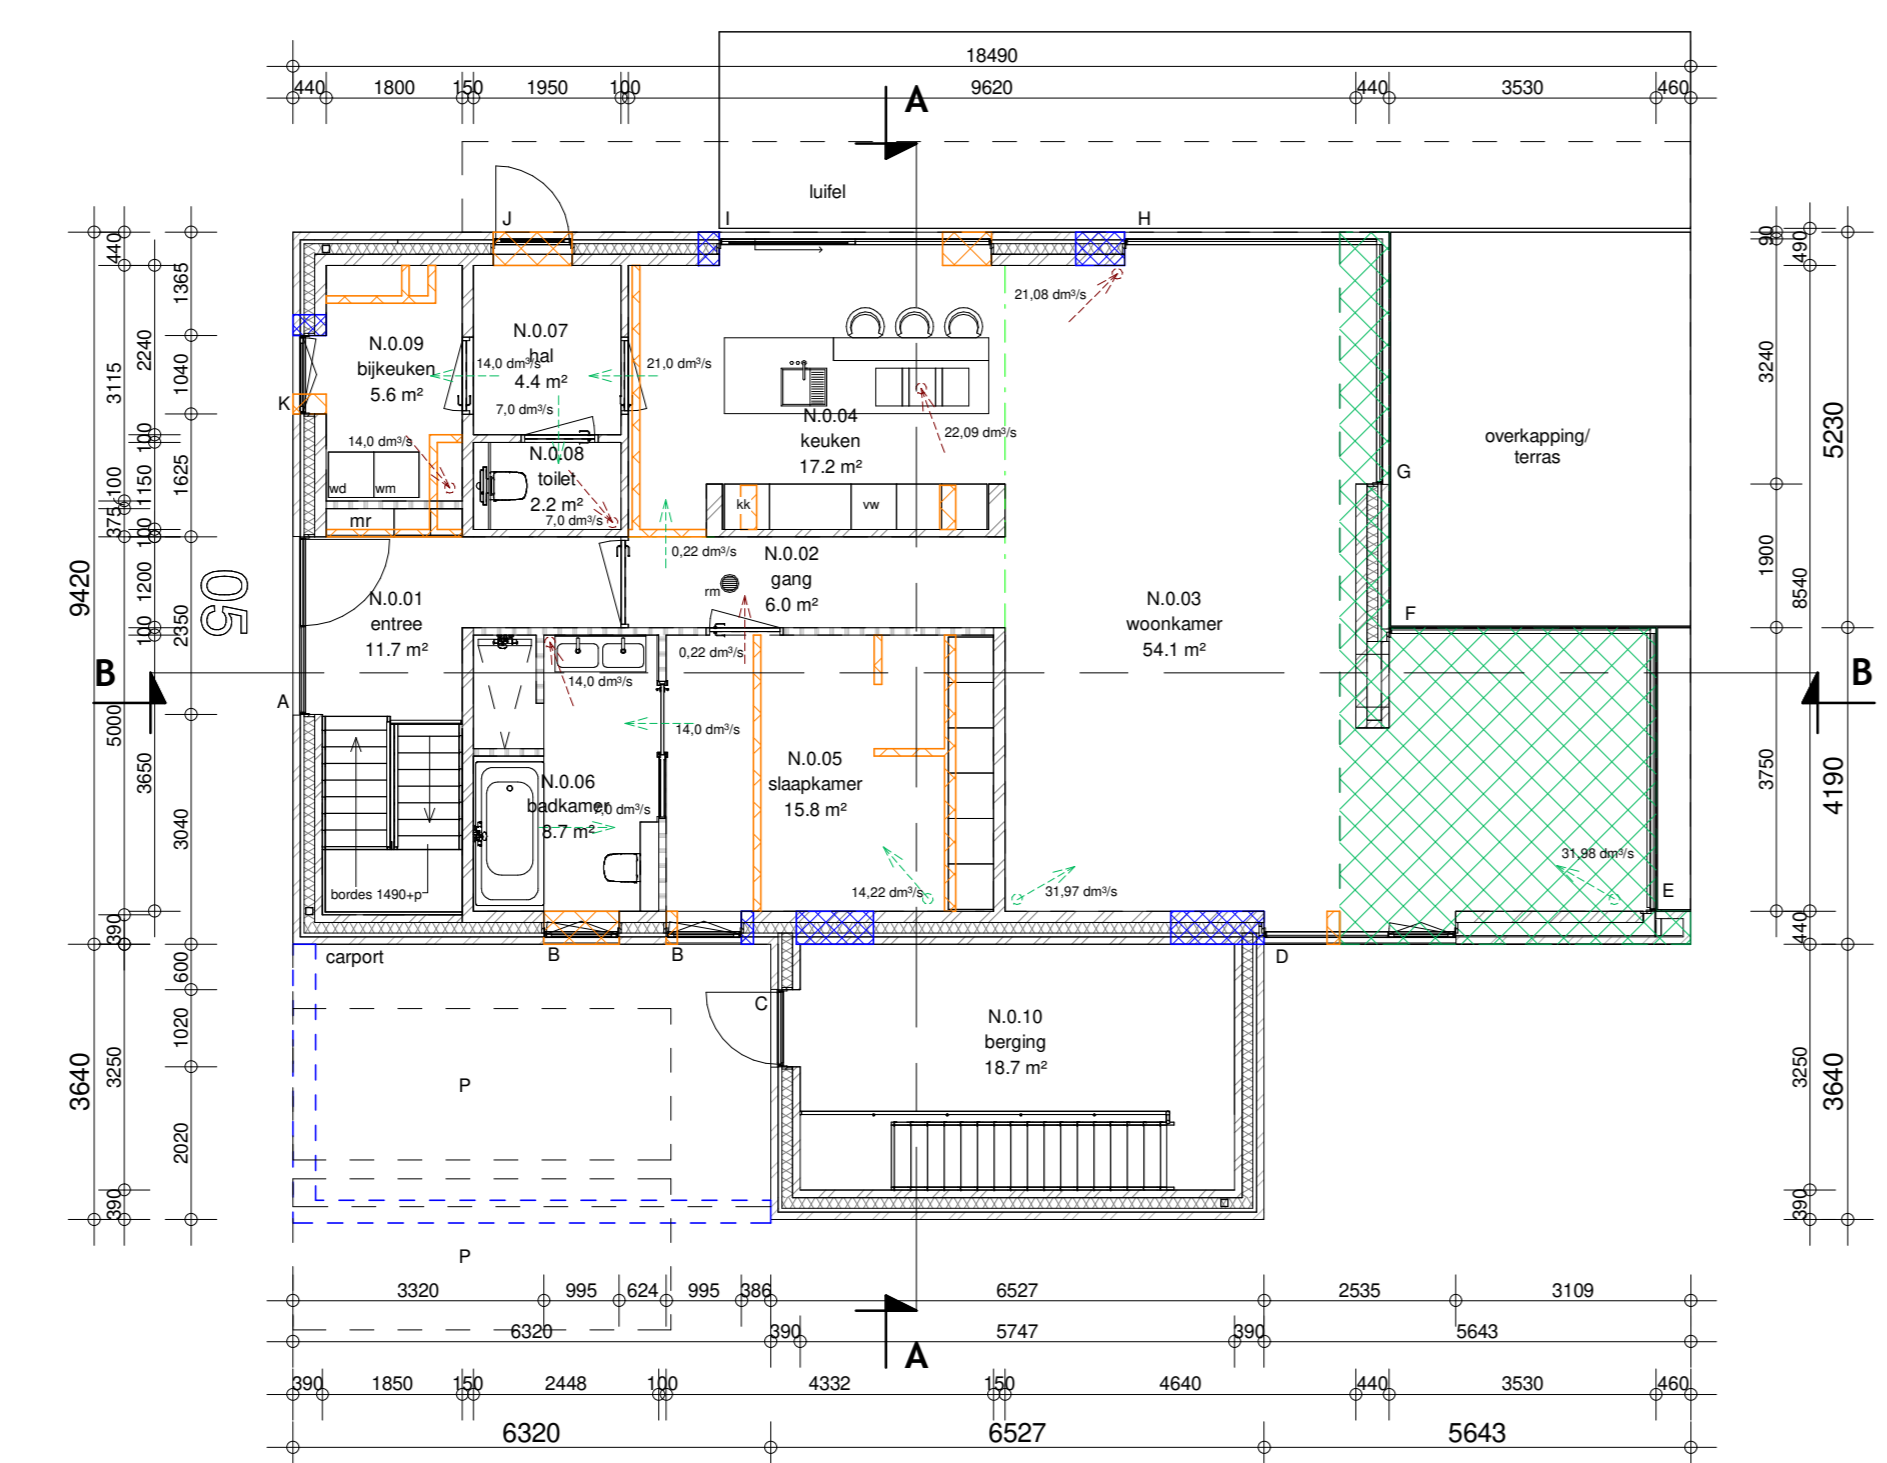 18490
440 1800 150 1950 100 9620 440 3530 460
A
luifel
J
I
H
440
1365
2240
3115
1040
100
1625
1150
100
375
100
9420
1200
2350
100
5000
3650
3040
390
600
1020
3640
3250
2020
390
50
B
90
490
3240
5230
1900
8540
3750
4190
440
3250
3640
390
B
N.0.09
bijkeuken
5.6 m²
14,0 dm³/s
wd
wm
mr
K
N.0.07
hal
4.4 m²
14,0 dm³/s
7,0 dm³/s
21,0 dm³/s
N.0.08
toilet
2.2 m²
7,0 dm³/s
N.0.04
keuken
17.2 m²
22,09 dm³/s
21,08 dm³/s
kk
vw
overkapping/
terras
G
F
E
0,22 dm³/s
N.0.02
gang
6.0 m²
rm
0,22 dm³/s
N.0.01
entree
11.7 m²
A
N.0.03
woonkamer
54.1 m²
14,0 dm³/s
14,0 dm³/s
N.0.06
badkamer
8.7 m²
7,0 dm³/s
N.0.05
slaapkamer
15.8 m²
14,22 dm³/s
31,97 dm³/s
31,98 dm³/s
bordes 1490+p
carport
B
B
C
D
N.0.10
berging
18.7 m²
P
P
3320 995 624 995 386 6527 2535 3109
6320 390 5747 390 5643
A
390 1850 150 2448 100 4332 150 4640 440 3530 460
6320 6527 5643